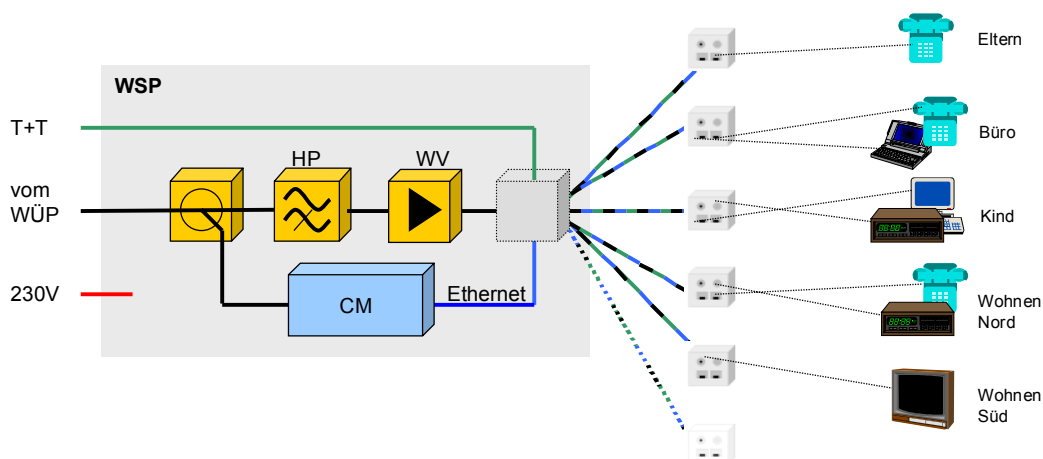 WSP
T+T
vom
WÜP
230V
HP
WV
CM
Ethernet
Eltern
Büro
Kind
Wohnen
Nord
Wohnen
Süd